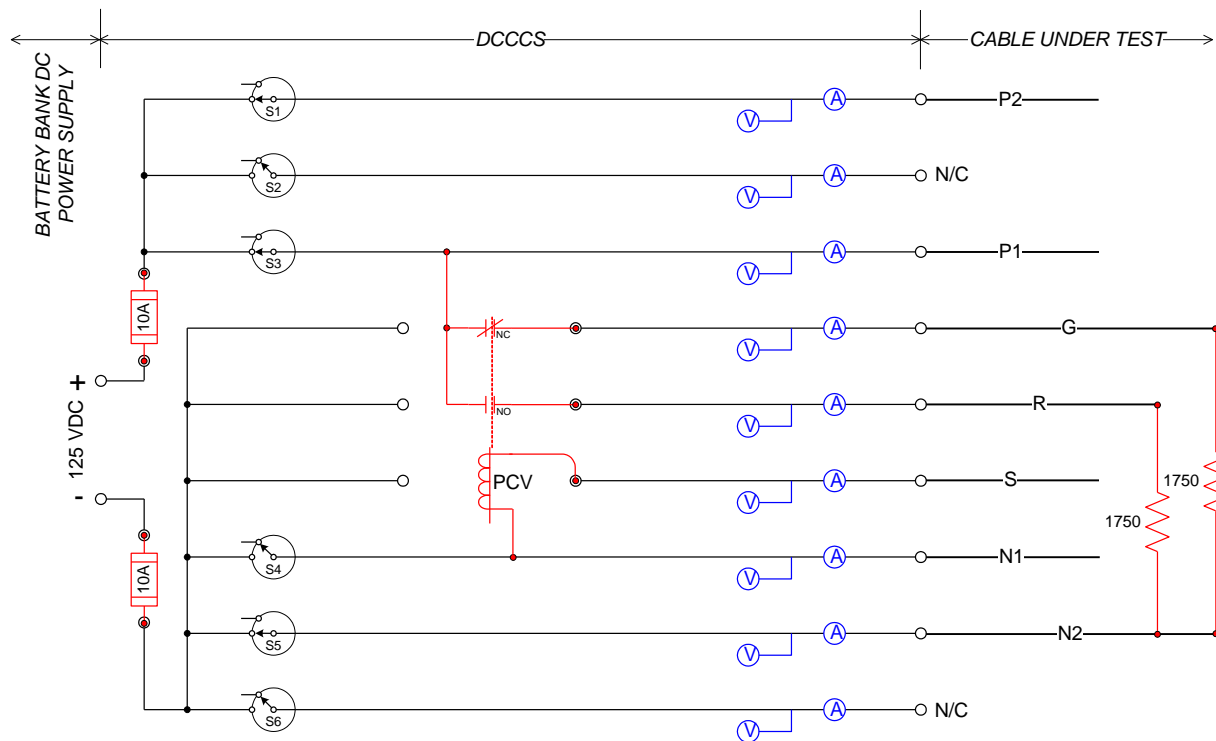 BATTERY BANK DC
POWER SUPPLY
DCCCS
CABLE UNDER TEST
S1
V
A
P2
S2
V
A
N/C
S3
V
A
P1
10A
NC
V
A
G
125 VDC
+
-
NO
V
A
R
PCV
V
A
S
1750
1750
10A
S4
V
A
N1
S5
V
A
N2
S6
V
A
N/C